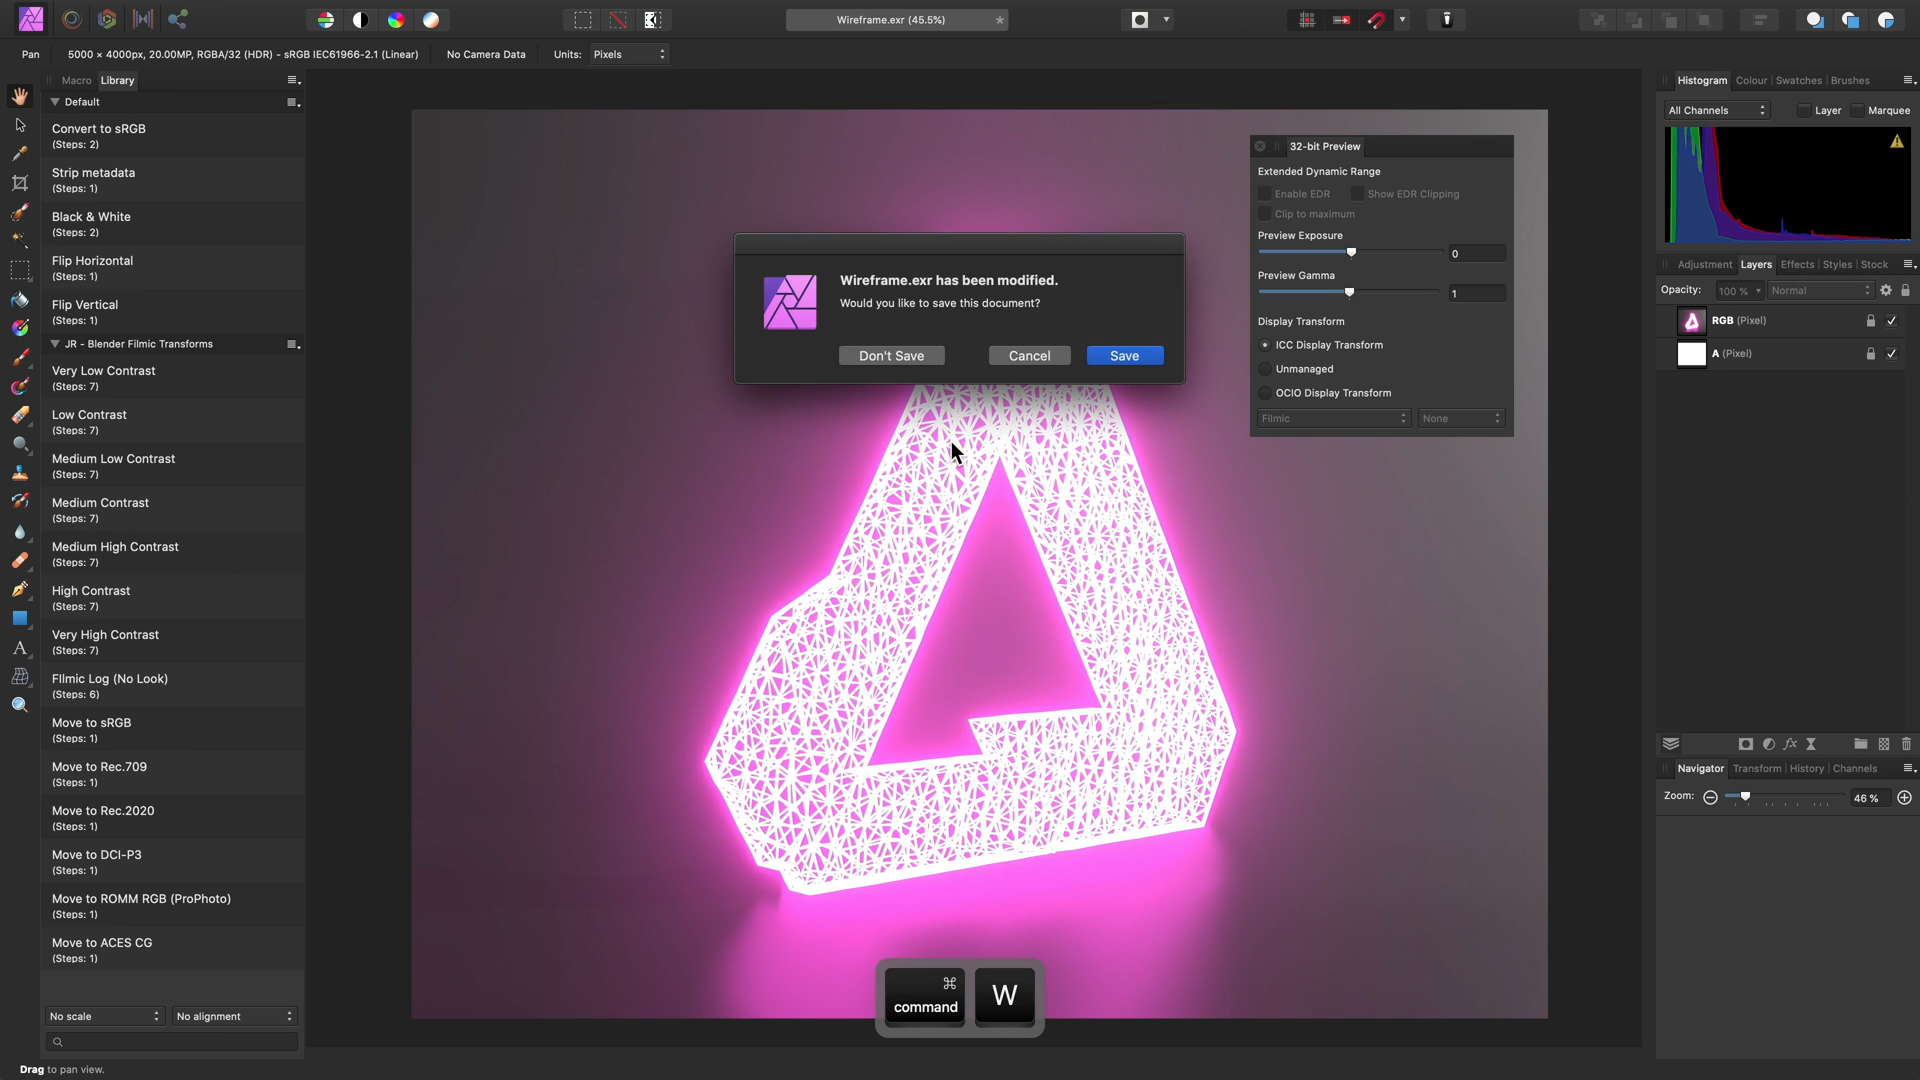 Wireframe.exr (45.5%)
*
Pan
5000 × 4000px, 20.00MP, RGBA/32 (HDR) - sRGB IEC61966-2.1 (Linear)
No Camera Data
Units:
Pixels
Macro
Library
Default
Convert to sRGB
(Steps: 2)
Strip metadata
(Steps: 1)
Black & White
(Steps: 2)
Flip Horizontal
(Steps: 1)
Flip Vertical
(Steps: 1)
JR - Blender Filmic Transforms
Very Low Contrast
(Steps: 7)
Low Contrast
(Steps: 7)
Medium Low Contrast
(Steps: 7)
Medium Contrast
(Steps: 7)
Medium High Contrast
(Steps: 7)
High Contrast
(Steps: 7)
Very High Contrast
(Steps: 7)
FIlmic Log (No Look)
(Steps: 6)
Move to sRGB
(Steps: 1)
Move to Rec.709
(Steps: 1)
Move to Rec.2020
(Steps: 1)
Move to DCI-P3
(Steps: 1)
Move to ROMM RGB (ProPhoto)
(Steps: 1)
Move to ACES CG
(Steps: 1)
No scale
No alignment
Drag to pan view.
Wireframe.exr has been modified.
Would you like to save this document?
Don't Save
Cancel
Save
⌘
command
W
32-bit Preview
Extended Dynamic Range
Enable EDR
Show EDR Clipping
Clip to maximum
Preview Exposure
0
Preview Gamma
1
Display Transform
ICC Display Transform
Unmanaged
OCIO Display Transform
Filmic
None
Histogram
Colour
Swatches
Brushes
All Channels
Layer
Marquee
Adjustment
Layers
Effects
Styles
Stock
Opacity:
100 %
Normal
RGB (Pixel)
A (Pixel)
fx
Navigator
Transform
History
Channels
Zoom:
46 %